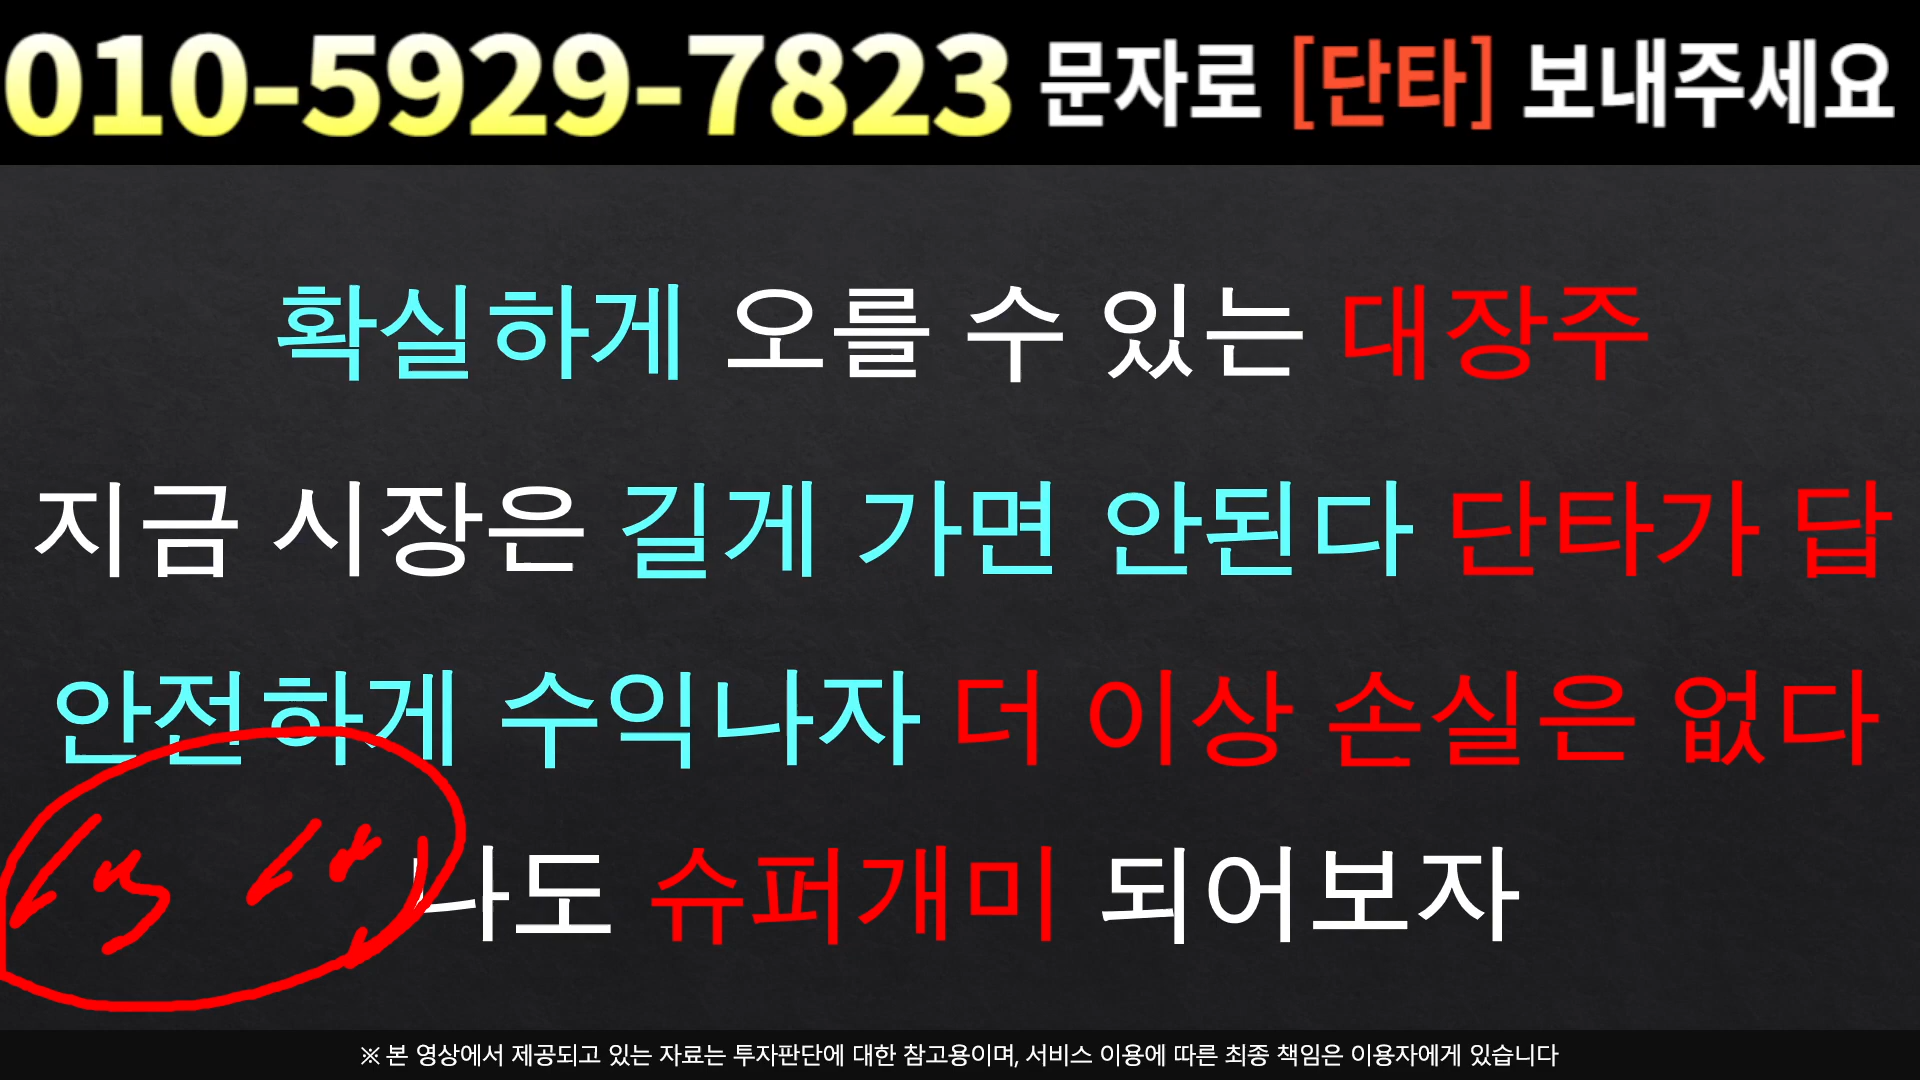 010-5929-7823 문자로 [단타] 보내주세요
확실하게 오를 수 있는 대장주
지금 시장은 길게 가면 안된다 단타가 답
안전하게 수익나자 더 이상 손실은 없다
나도 슈퍼개미 되어보자
※ 본 영상에서 제공되고 있는 자료는 투자판단에 대한 참고용이며, 서비스 이용에 따른 최종 책임은 이용자에게 있습니다